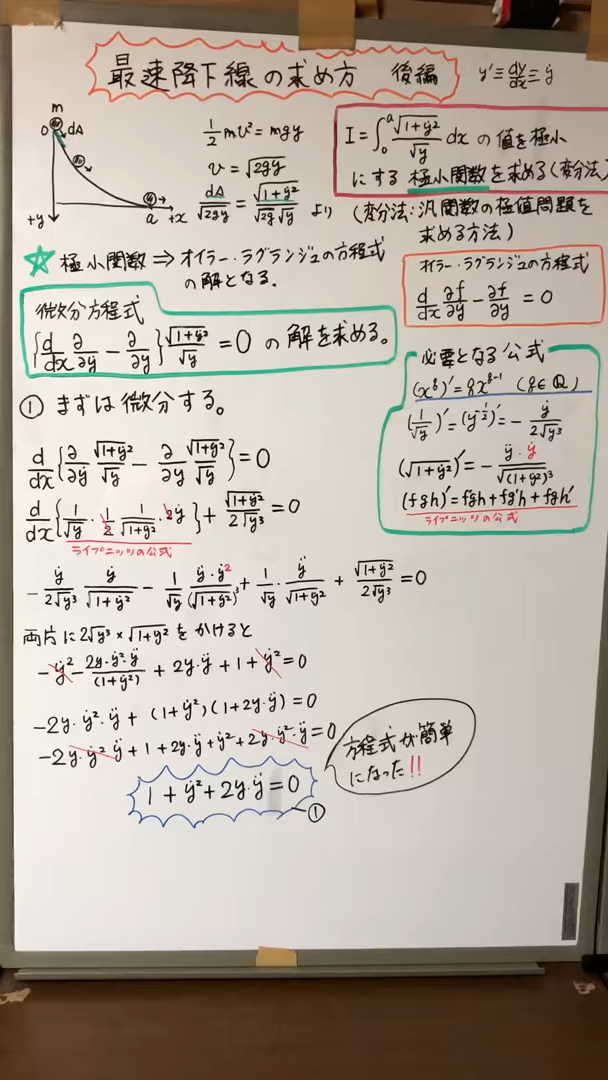 最速降下線の求め方 後編
y'≡dy/dx≡ẏ
m
O
ds
+y
a
+x
1/2 mv²=mgy
v=√2gy
ds/√2gy = √1+ẏ²/√2g√y より
I=∫₀ᵃ √1+ẏ²/√y dx の値を極小
にする 極小関数を求める(変分法)
(変分法:汎関数の極値問題を
求める方法)
☆ 極小関数⇒オイラー・ラグランジュの方程式
の解となる。
オイラー・ラグランジュの方程式
d/dx ∂f/∂ẏ - ∂f/∂y = 0
微分方程式
{d/dx ∂/∂ẏ - ∂/∂y} √1+ẏ²/√y = 0 の解を求める。
必要となる公式
(x^q)'=qx^(q-1) (q∈Q)
(1/√y)'=(y^(-1/2))'=-ẏ/2√y³
(√1+ẏ²)'=-ÿ・ẏ/√(1+ẏ²)³
(fgh)'=f'gh+fg'h+fgh'
ライプニッツの公式
① まずは微分する。
d/dx{∂/∂ẏ √1+ẏ²/√y - ∂/∂y √1+ẏ²/√y}=0
d/dx{1/√y・1/2 1/√1+ẏ²・2ẏ}+√1+ẏ²/2√y³=0
ライプニッツの公式
-ẏ/2√y³ ẏ/√1+ẏ² - 1/√y ÿ・ẏ²/(√1+ẏ²)³ + 1/√y・ÿ/√1+ẏ² + √1+ẏ²/2√y³=0
両片に2√y³×√1+ẏ²をかけると
-ẏ²-2y・ẏ²・ÿ/(1+ẏ²)+2y・ÿ+1+ẏ²=0
-2y・ẏ²・ÿ+(1+ẏ²)(1+2y・ÿ)=0
-2y・ẏ²・ÿ+1+2y・ÿ+ẏ²+2y・ẏ²・ÿ=0
1+ẏ²+2y・ÿ=0
①
方程式が簡単
になった!!